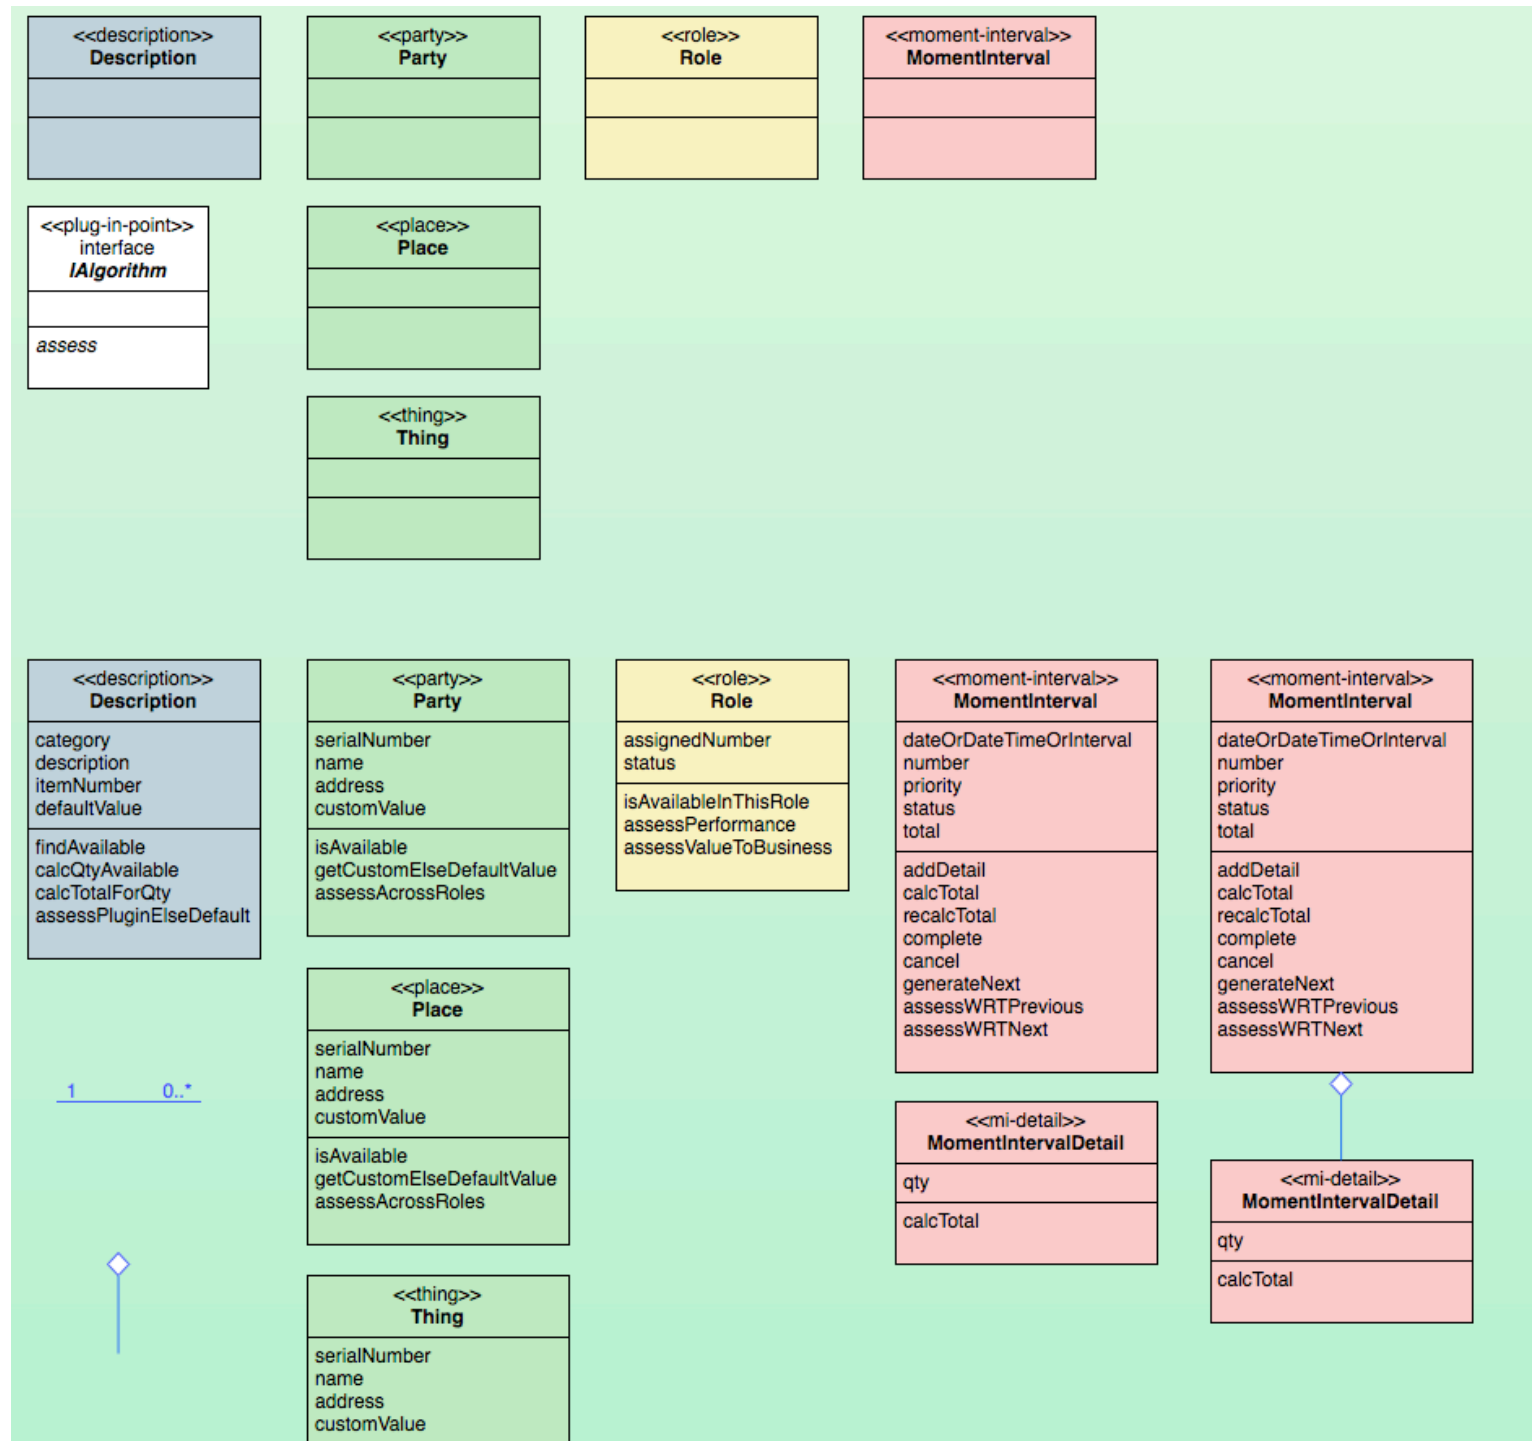 <<description>>
Description
<<party>>
Party
<<role>>
Role
<<moment-interval>>
MomentInterval
<<plug-in-point>>
interface
IAlgorithm
assess
<<place>>
Place
<<thing>>
Thing
<<description>>
Description
category
description
itemNumber
defaultValue
findAvailable
calcQtyAvailable
calcTotalForQty
assessPluginElseDefault
<<party>>
Party
serialNumber
name
address
customValue
isAvailable
getCustomElseDefaultValue
assessAcrossRoles
<<role>>
Role
assignedNumber
status
isAvailableInThisRole
assessPerformance
assessValueToBusiness
<<moment-interval>>
MomentInterval
dateOrDateTimeOrInterval
number
priority
status
total
addDetail
calcTotal
recalcTotal
complete
cancel
generateNext
assessWRTPrevious
assessWRTNext
<<moment-interval>>
MomentInterval
dateOrDateTimeOrInterval
number
priority
status
total
addDetail
calcTotal
recalcTotal
complete
cancel
generateNext
assessWRTPrevious
assessWRTNext
1 0..*
<<place>>
Place
serialNumber
name
address
customValue
isAvailable
getCustomElseDefaultValue
assessAcrossRoles
<<mi-detail>>
MomentIntervalDetail
qty
calcTotal
<<mi-detail>>
MomentIntervalDetail
qty
calcTotal
<<thing>>
Thing
serialNumber
name
address
customValue